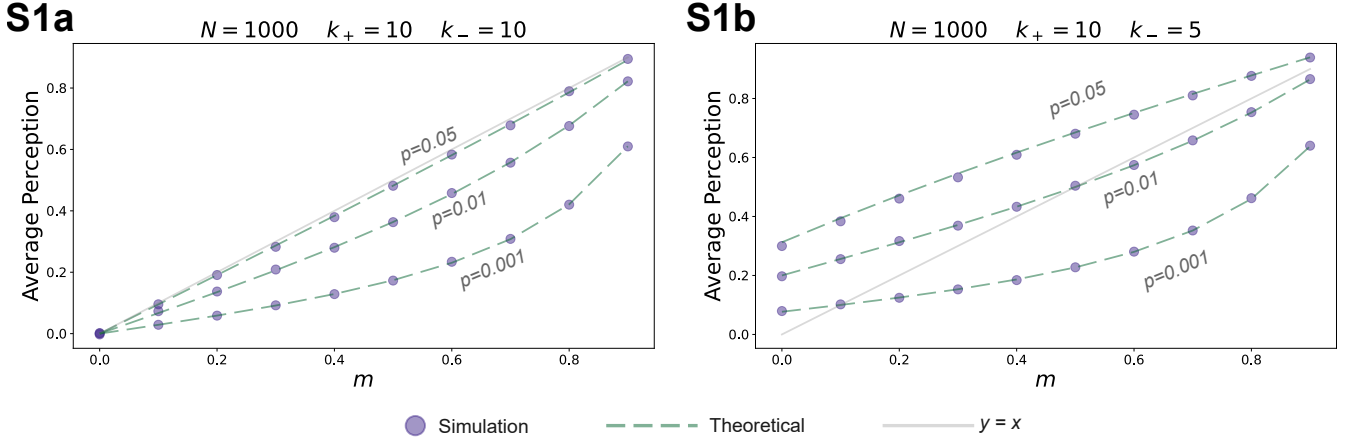 S1a
N = 1000 k₊ = 10 k₋ = 10
Average Perception
0.8
0.6
0.4
0.2
0.0
p=0.05
p=0.01
p=0.001
0.0 0.2 0.4 0.6 0.8
m
S1b
N = 1000 k₊ = 10 k₋ = 5
Average Perception
0.8
0.6
0.4
0.2
0.0
p=0.05
p=0.01
p=0.001
0.0 0.2 0.4 0.6 0.8
m
Simulation Theoretical y = x